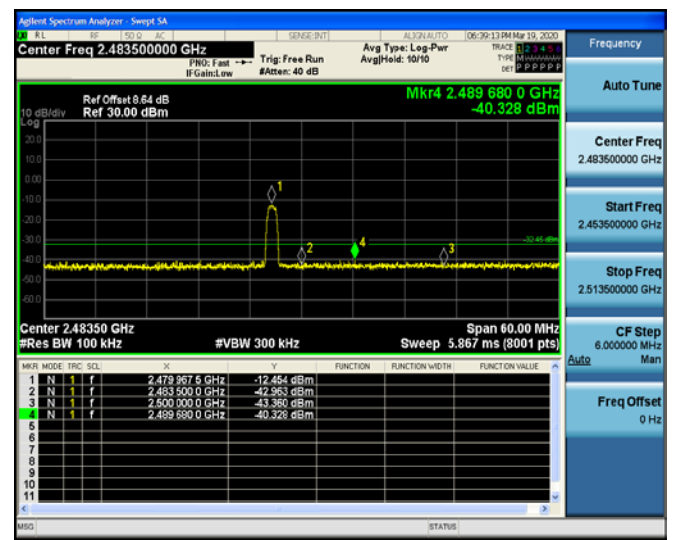 Agilent Spectrum Analyzer - Swept SA
RL RF 50 Ω AC SENSE:INT ALIGN AUTO 06:39:13 PM Mar 19, 2020
Center Freq 2.483500000 GHz
PNO: Fast
IFGain:Low
Trig: Free Run
#Atten: 40 dB
Avg Type: Log-Pwr
Avg|Hold: 10/10
TRACE 1 2 3 4 5 6
TYPE M
DET P P P P P P
Ref Offset 8.64 dB
Ref 30.00 dBm
10 dB/div
Log
Mkr4 2.489 680 0 GHz
-40.328 dBm
20.0
10.0
0.00
-10.0
-20.0
-30.0
-40.0
-50.0
-60.0
1
2
4
3
-32.45 dBm
Center 2.48350 GHz
Span 60.00 MHz
#Res BW 100 kHz
#VBW 300 kHz
Sweep 5.867 ms (8001 pts)
MKR MODE TRC SCL X Y FUNCTION FUNCTION WIDTH FUNCTION VALUE
1 N 1 f 2.479 967 5 GHz -12.454 dBm
2 N 1 f 2.483 500 0 GHz -42.963 dBm
3 N 1 f 2.500 000 0 GHz -43.360 dBm
4 N 1 f 2.489 680 0 GHz -40.328 dBm
5
6
7
8
9
10
11
MSG
STATUS
Frequency
Auto Tune
Center Freq
2.483500000 GHz
Start Freq
2.453500000 GHz
Stop Freq
2.513500000 GHz
CF Step
6.000000 MHz
Auto Man
Freq Offset
0 Hz